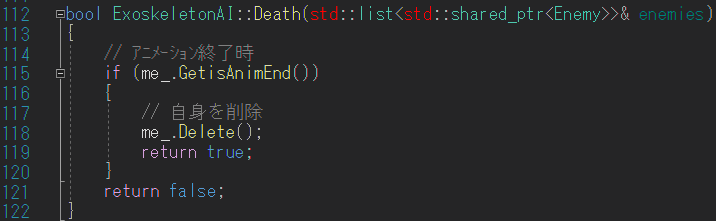 112 bool ExoskeletonAI::Death(std::list<std::shared_ptr<Enemy>>& enemies)
113 {
114 // ｱﾆﾒｰｼｮﾝ終了時
115 if (me_.GetisAnimEnd())
116 {
117 // 自身を削除
118 me_.Delete();
119 return true;
120 }
121 return false;
122 }